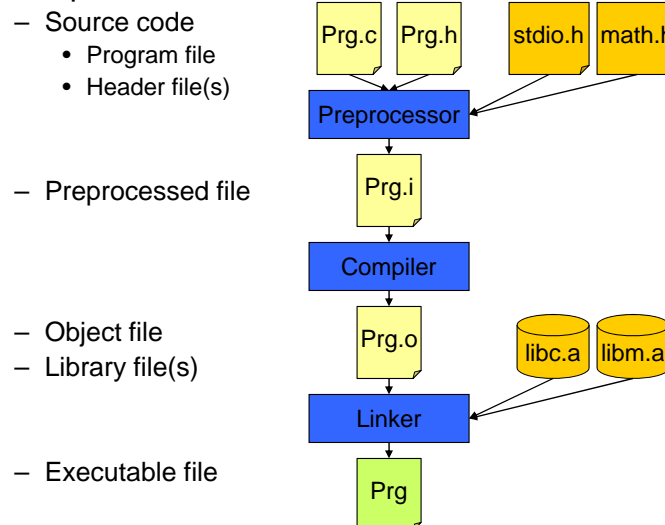 – Source code
• Program file
• Header file(s)
Prg.c Prg.h stdio.h math.h
Preprocessor
– Preprocessed file
Prg.i
Compiler
– Object file
– Library file(s)
Prg.o
libc.a libm.a
Linker
– Executable file
Prg